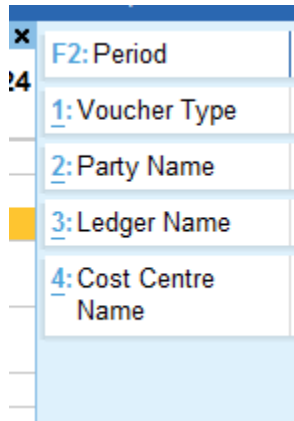 24
F2: Period
1: Voucher Type
2: Party Name
3: Ledger Name
4: Cost Centre
Name